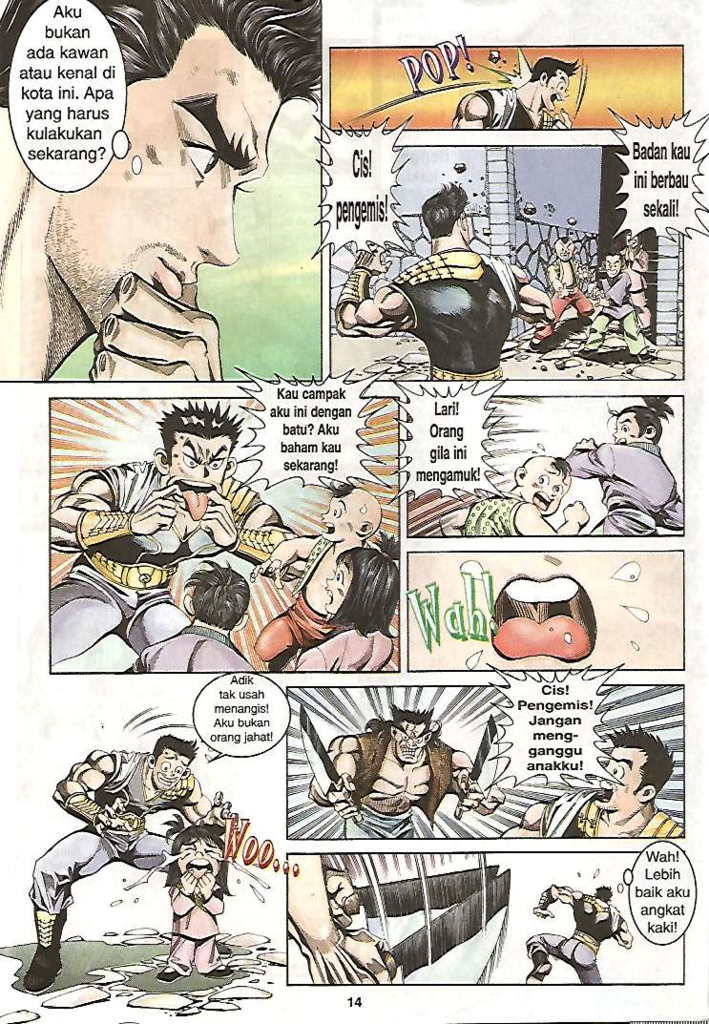 Aku
bukan
ada kawan
atau kenal di
kota ini. Apa
yang harus
kulakukan
sekarang?
POP!
Cis!
pengemis!
Badan kau
ini berbau
sekali!
Kau campak
aku ini dengan
batu? Aku
baham kau
sekarang!
Lari!
Orang
gila ini
mengamuk!
Wah!
Adik
tak usah
menangis!
Aku bukan
orang jahat!
WOO...
Cis!
Pengemis!
Jangan
meng-
ganggu
anakku!
Wah!
Lebih
baik aku
angkat
kaki!
14